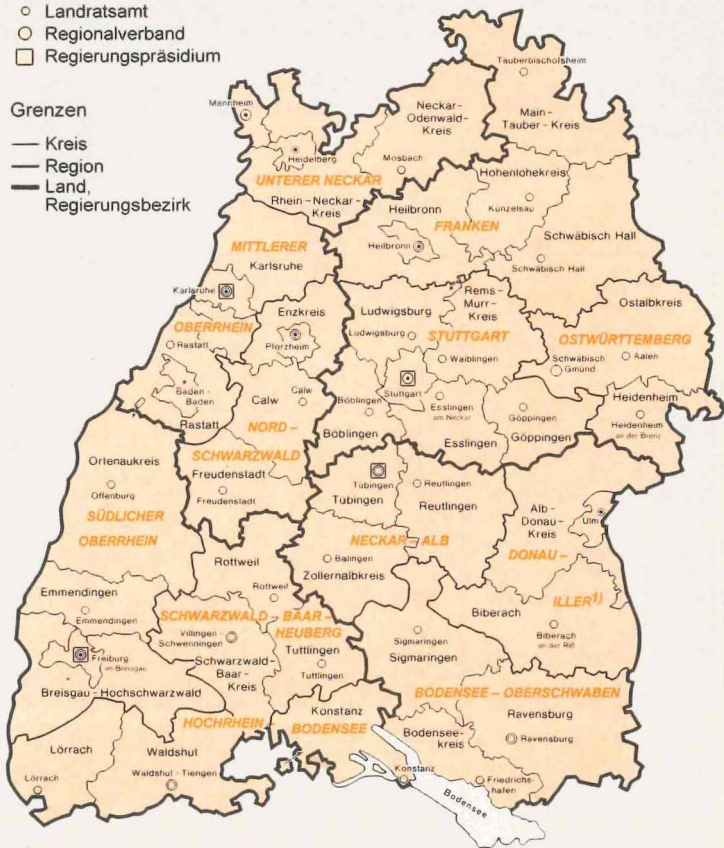 Landratsamt
Regionalverband
Regierungspräsidium
Grenzen
Kreis
Region
Land,
Regierungsbezirk
Tauberbischofsheim
Mannheim
Neckar-
Odenwald-
Kreis
Main-
Tauber-Kreis
Heidelberg
Mosbach
UNTERER NECKAR
Hohenlohekreis
Rhein-Neckar-
Kreis
Heilbronn
Künzelsau
FRANKEN
MITTLERER
Heilbronn
Schwäbisch Hall
Karlsruhe
Schwäbisch Hall
Karlsruhe
Rems-
Murr-
Kreis
Enzkreis
Ludwigsburg
Ostalbkreis
OBERRHEIN
Ludwigsburg
STUTTGART
OSTWÜRTTEMBERG
Rastatt
Pforzheim
Waiblingen
Schwäbisch
Gmünd
Aalen
Baden-
Baden
Calw
Calw
Stuttgart
Böblingen
Esslingen
am Neckar
Göppingen
Heidenheim
Heidenheim
an der Brenz
Rastatt
NORD-
Böblingen
Esslingen
Göppingen
Ortenaukreis
SCHWARZWALD
Freudenstadt
Offenburg
Freudenstadt
Tübingen
Tübingen
Reutlingen
Reutlingen
Alb-
Donau-
Kreis
Ulm
SÜDLICHER
OBERRHEIN
NECKAR-ALB
DONAU-
Rottweil
Balingen
Zollernalbkreis
Emmendingen
Rottweil
ILLER¹⁾
Emmendingen
SCHWARZWALD-BAAR-
HEUBERG
Biberach
Villingen-
Schwenningen
Sigmaringen
Biberach
an der Riß
Tuttlingen
Freiburg
im Breisgau
Schwarzwald-
Baar-
Kreis
Tuttlingen
Sigmaringen
Breisgau-Hochschwarzwald
BODENSEE-OBERSCHWABEN
Konstanz
Ravensburg
HOCHRHEIN-
BODENSEE
Bodensee-
kreis
Ravensburg
Lörrach
Waldshut
Konstanz
Friedrichs-
hafen
Lörrach
Waldshut-Tiengen
Bodensee